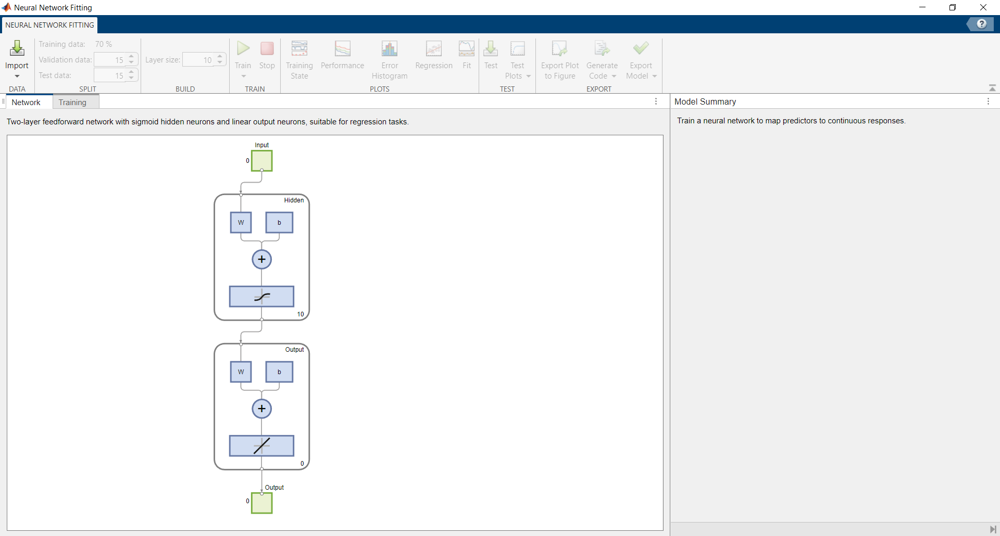 Neural Network Fitting
NEURAL NETWORK FITTING
?
Import
DATA
Training data: 70 %
Validation data: 15
Test data: 15
SPLIT
Layer size: 10
BUILD
Train
Stop
TRAIN
Training
State
Performance
Error
Histogram
Regression
Fit
PLOTS
Test
Test
Plots
TEST
Export Plot
to Figure
Generate
Code
Export
Model
EXPORT
Network
Training
Two-layer feedforward network with sigmoid hidden neurons and linear output neurons, suitable for regression tasks.
Input
0
Hidden
W
b
+
10
Output
W
b
+
0
Output
0
Model Summary
Train a neural network to map predictors to continuous responses.